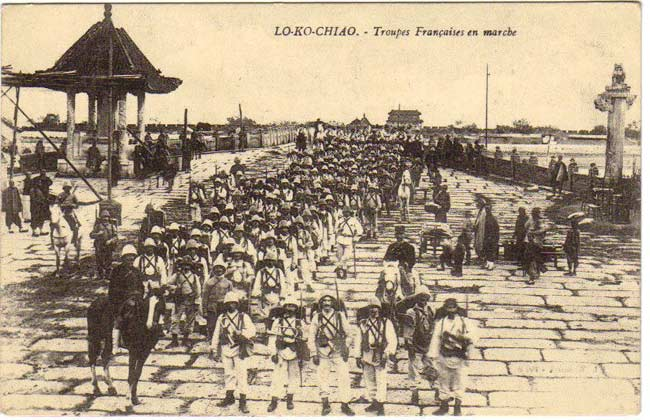 LO-KO-CHIAO. - Troupes Françaises en marche